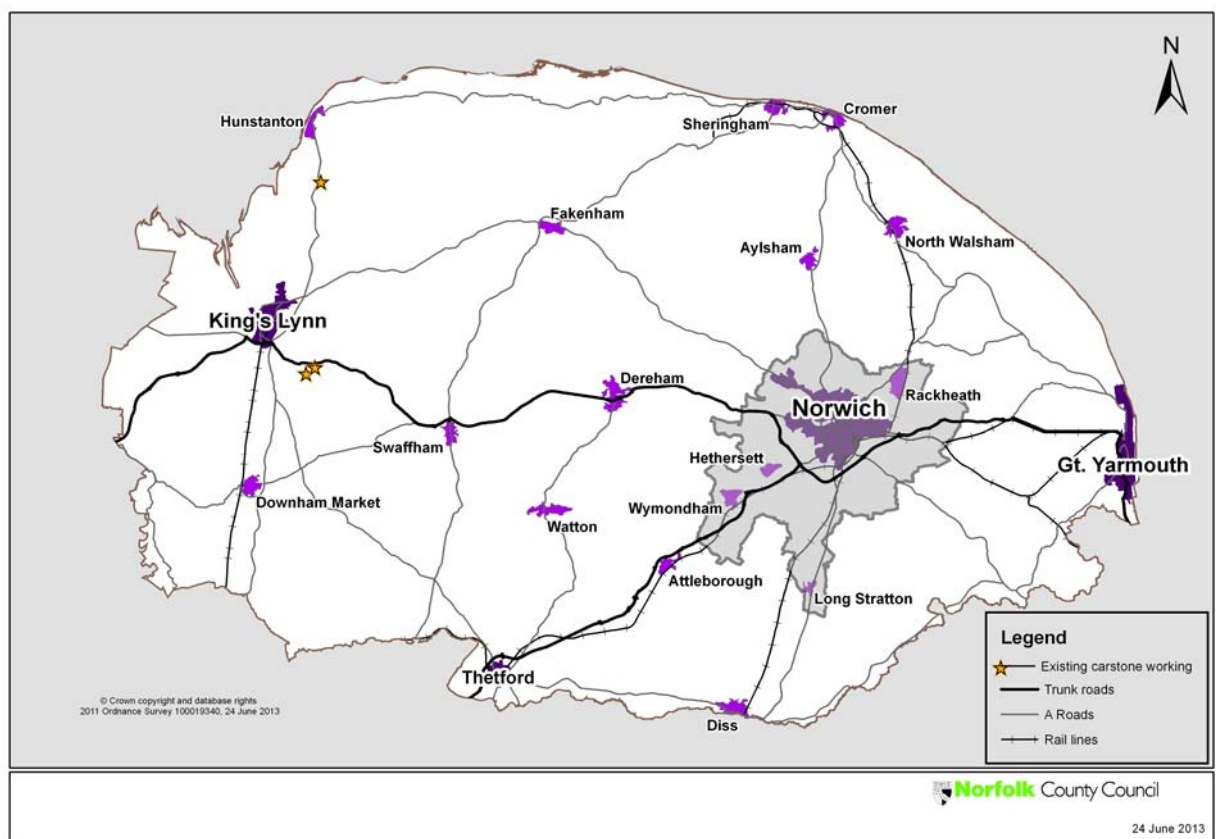 N
Hunstanton
Sheringham
Cromer
Fakenham
Aylsham
North Walsham
King's Lynn
Dereham
Rackheath
Norwich
Swaffham
Hethersett
Gt. Yarmouth
Downham Market
Wymondham
Watton
Attleborough
Long Stratton
Thetford
Diss
© Crown copyright and database rights
2011 Ordnance Survey 100019340, 24 June 2013
Legend
Existing carstone working
Trunk roads
A Roads
Rail lines
Norfolk County Council
24 June 2013